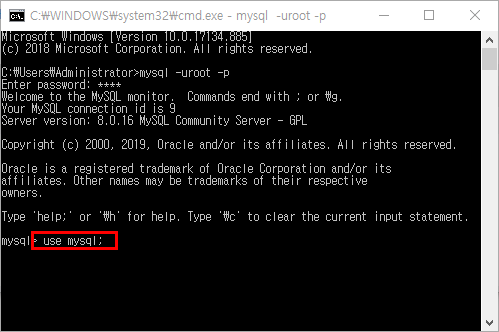 C:₩WINDOWS₩system32₩cmd.exe - mysql  -uroot -p
Microsoft Windows [Version 10.0.17134.885]
(c) 2018 Microsoft Corporation. All rights reserved.
C:₩Users₩Administrator>mysql -uroot -p
Enter password: ****
Welcome to the MySQL monitor.  Commands end with ; or ₩g.
Your MySQL connection id is 9
Server version: 8.0.16 MySQL Community Server - GPL
Copyright (c) 2000, 2019, Oracle and/or its affiliates. All rights reserved.
Oracle is a registered trademark of Oracle Corporation and/or its
affiliates. Other names may be trademarks of their respective
owners.
Type 'help;' or '₩h' for help. Type '₩c' to clear the current input statement.
mysql> use mysql;